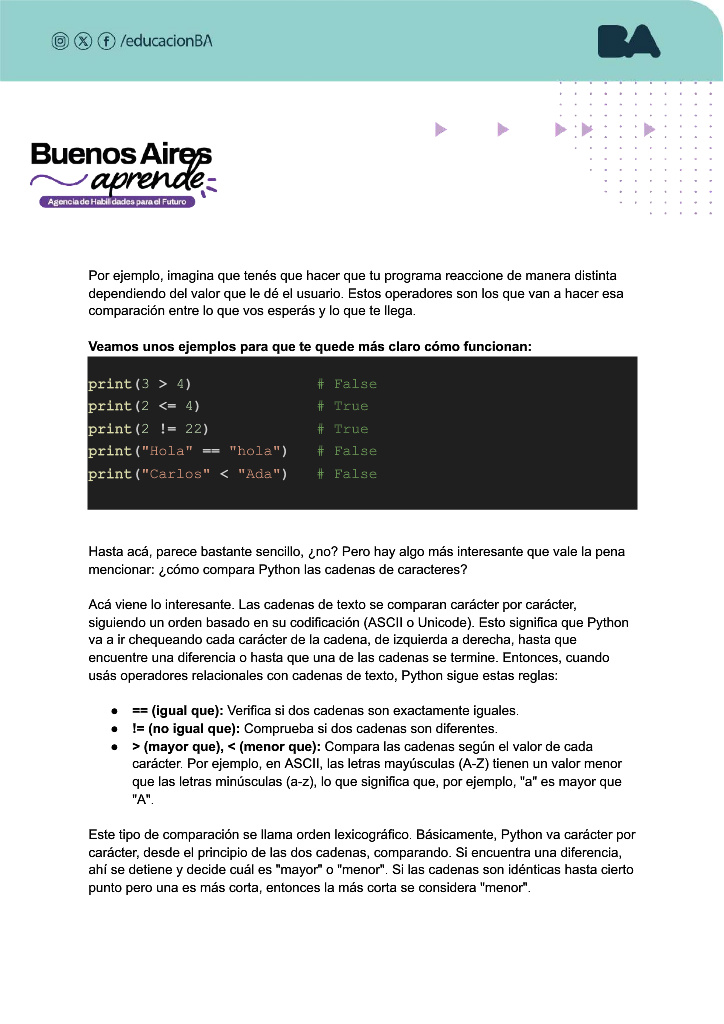 /educacionBA
BA
Buenos Aires
aprende
Agencia de Habilidades para el Futuro
Por ejemplo, imagina que tenés que hacer que tu programa reaccione de manera distinta
dependiendo del valor que le dé el usuario. Estos operadores son los que van a hacer esa
comparación entre lo que vos esperás y lo que te llega.
Veamos unos ejemplos para que te quede más claro cómo funcionan:
print(3 > 4) # False
print(2 <= 4) # True
print(2 != 22) # True
print("Hola" == "hola") # False
print("Carlos" < "Ada") # False
Hasta acá, parece bastante sencillo, ¿no? Pero hay algo más interesante que vale la pena
mencionar: ¿cómo compara Python las cadenas de caracteres?
Acá viene lo interesante. Las cadenas de texto se comparan carácter por carácter,
siguiendo un orden basado en su codificación (ASCII o Unicode). Esto significa que Python
va a ir chequeando cada carácter de la cadena, de izquierda a derecha, hasta que
encuentre una diferencia o hasta que una de las cadenas se termine. Entonces, cuando
usás operadores relacionales con cadenas de texto, Python sigue estas reglas:
● == (igual que): Verifica si dos cadenas son exactamente iguales.
● != (no igual que): Comprueba si dos cadenas son diferentes.
● > (mayor que), < (menor que): Compara las cadenas según el valor de cada
carácter. Por ejemplo, en ASCII, las letras mayúsculas (A-Z) tienen un valor menor
que las letras minúsculas (a-z), lo que significa que, por ejemplo, "a" es mayor que
"A".
Este tipo de comparación se llama orden lexicográfico. Básicamente, Python va carácter por
carácter, desde el principio de las dos cadenas, comparando. Si encuentra una diferencia,
ahí se detiene y decide cuál es "mayor" o "menor". Si las cadenas son idénticas hasta cierto
punto pero una es más corta, entonces la más corta se considera "menor".